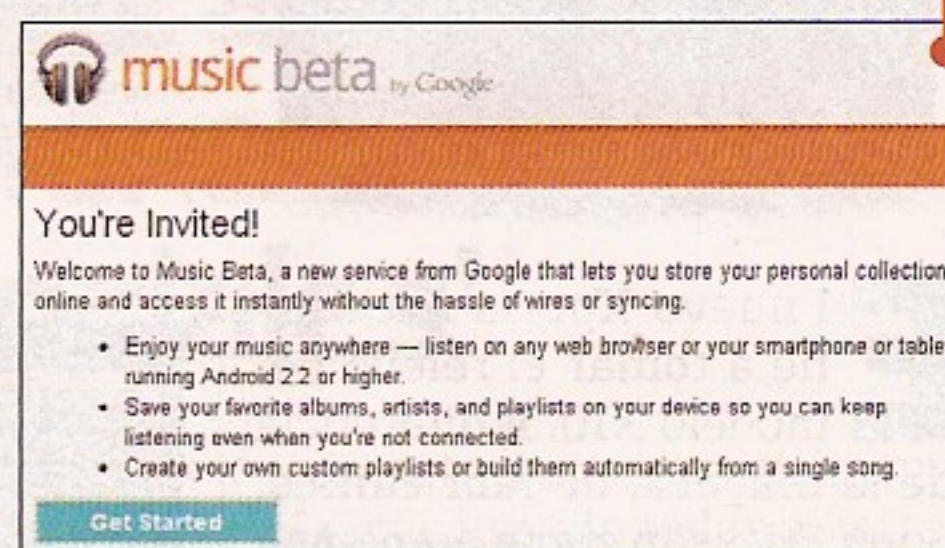 music beta by Google
You're Invited!
Welcome to Music Beta, a new service from Google that lets you store your personal collection
online and access it instantly without the hassle of wires or syncing.
• Enjoy your music anywhere — listen on any web browser or your smartphone or table
running Android 2.2 or higher.
• Save your favorite albums, artists, and playlists on your device so you can keep
listening even when you're not connected.
• Create your own custom playlists or build them automatically from a single song.
Get Started